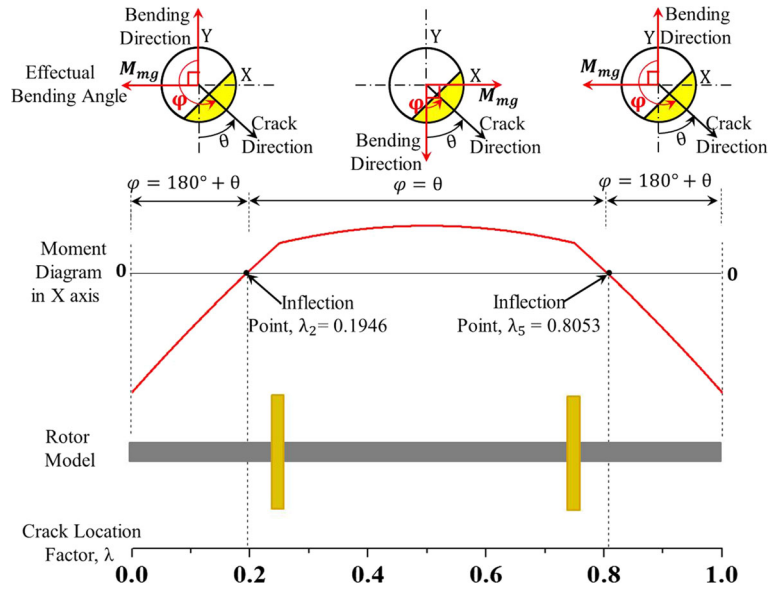 Bending
Direction
Y
X
M_mg
φ
θ
Crack
Direction
Effectual
Bending Angle
Y
X
M_mg
φ
θ
Bending
Direction
Crack
Direction
Bending
Direction
Y
X
M_mg
φ
θ
Crack
Direction
φ = 180° + θ
φ = θ
φ = 180° + θ
Moment
Diagram
in X axis
0
0
Inflection
Point, λ₂= 0.1946
Inflection
Point, λ₅ = 0.8053
Rotor
Model
Crack Location
Factor, λ
0.0 0.2 0.4 0.6 0.8 1.0